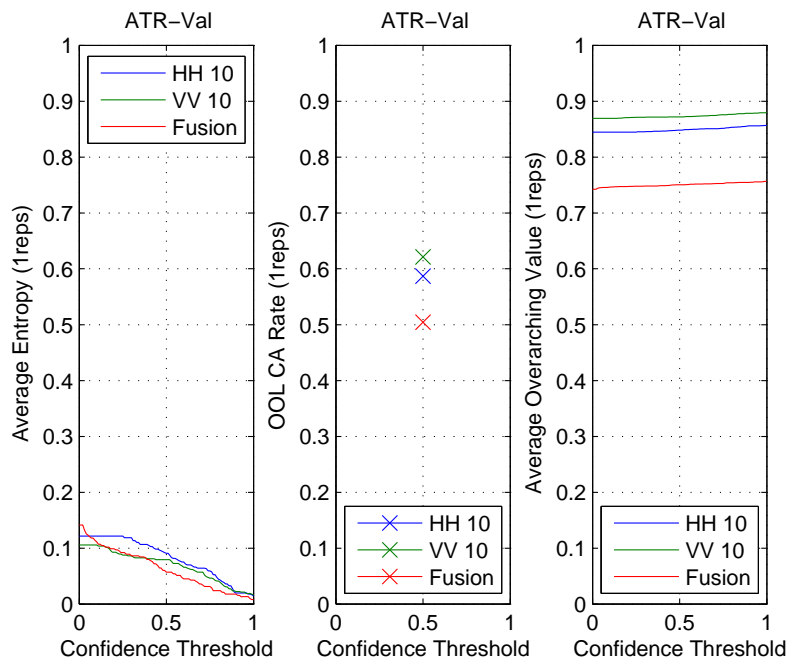 ATR−Val
Average Entropy (1reps)
1
0.9
0.8
0.7
0.6
0.5
0.4
0.3
0.2
0.1
0
HH 10
VV 10
Fusion
0 0.5 1
Confidence Threshold
ATR−Val
OOL CA Rate (1reps)
1
0.9
0.8
0.7
0.6
0.5
0.4
0.3
0.2
0.1
0
HH 10
VV 10
Fusion
0 0.5 1
Confidence Threshold
ATR−Val
Average Overarching Value (1reps)
1
0.9
0.8
0.7
0.6
0.5
0.4
0.3
0.2
0.1
0
HH 10
VV 10
Fusion
0 0.5 1
Confidence Threshold